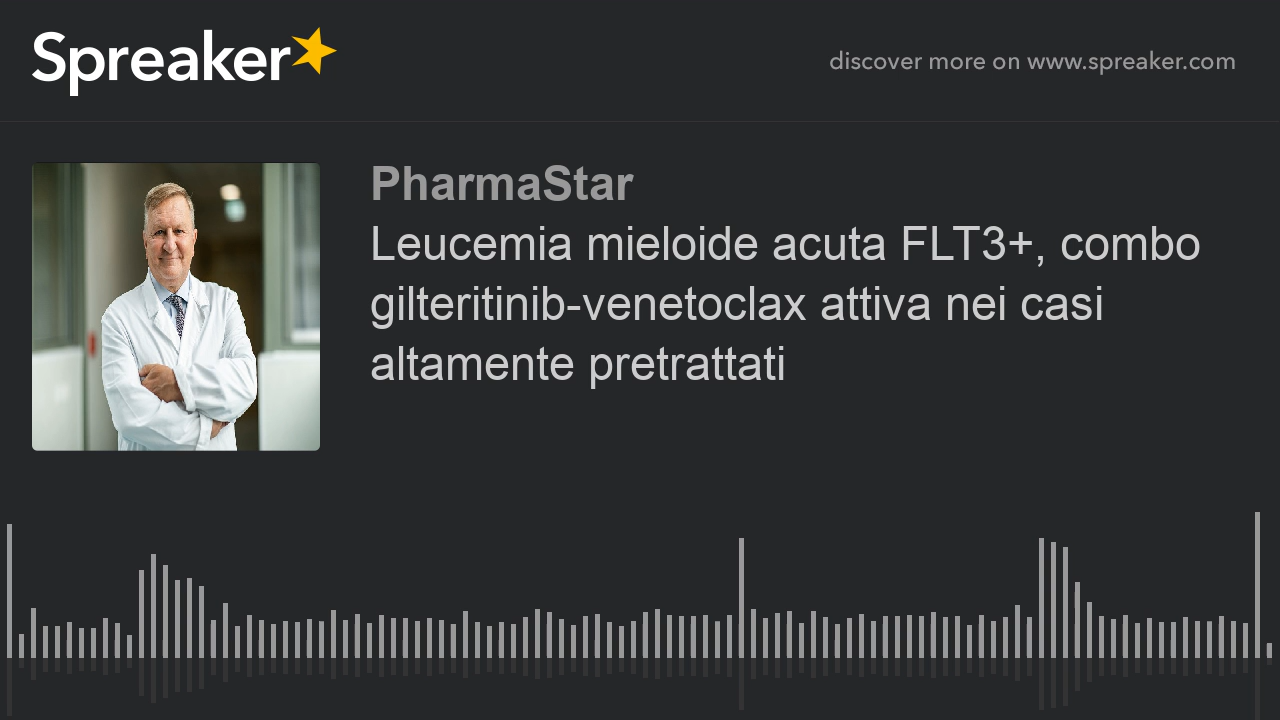 Spreaker
discover more on www.spreaker.com
PharmaStar
Leucemia mieloide acuta FLT3+, combo
gilteritinib-venetoclax attiva nei casi
altamente pretrattati